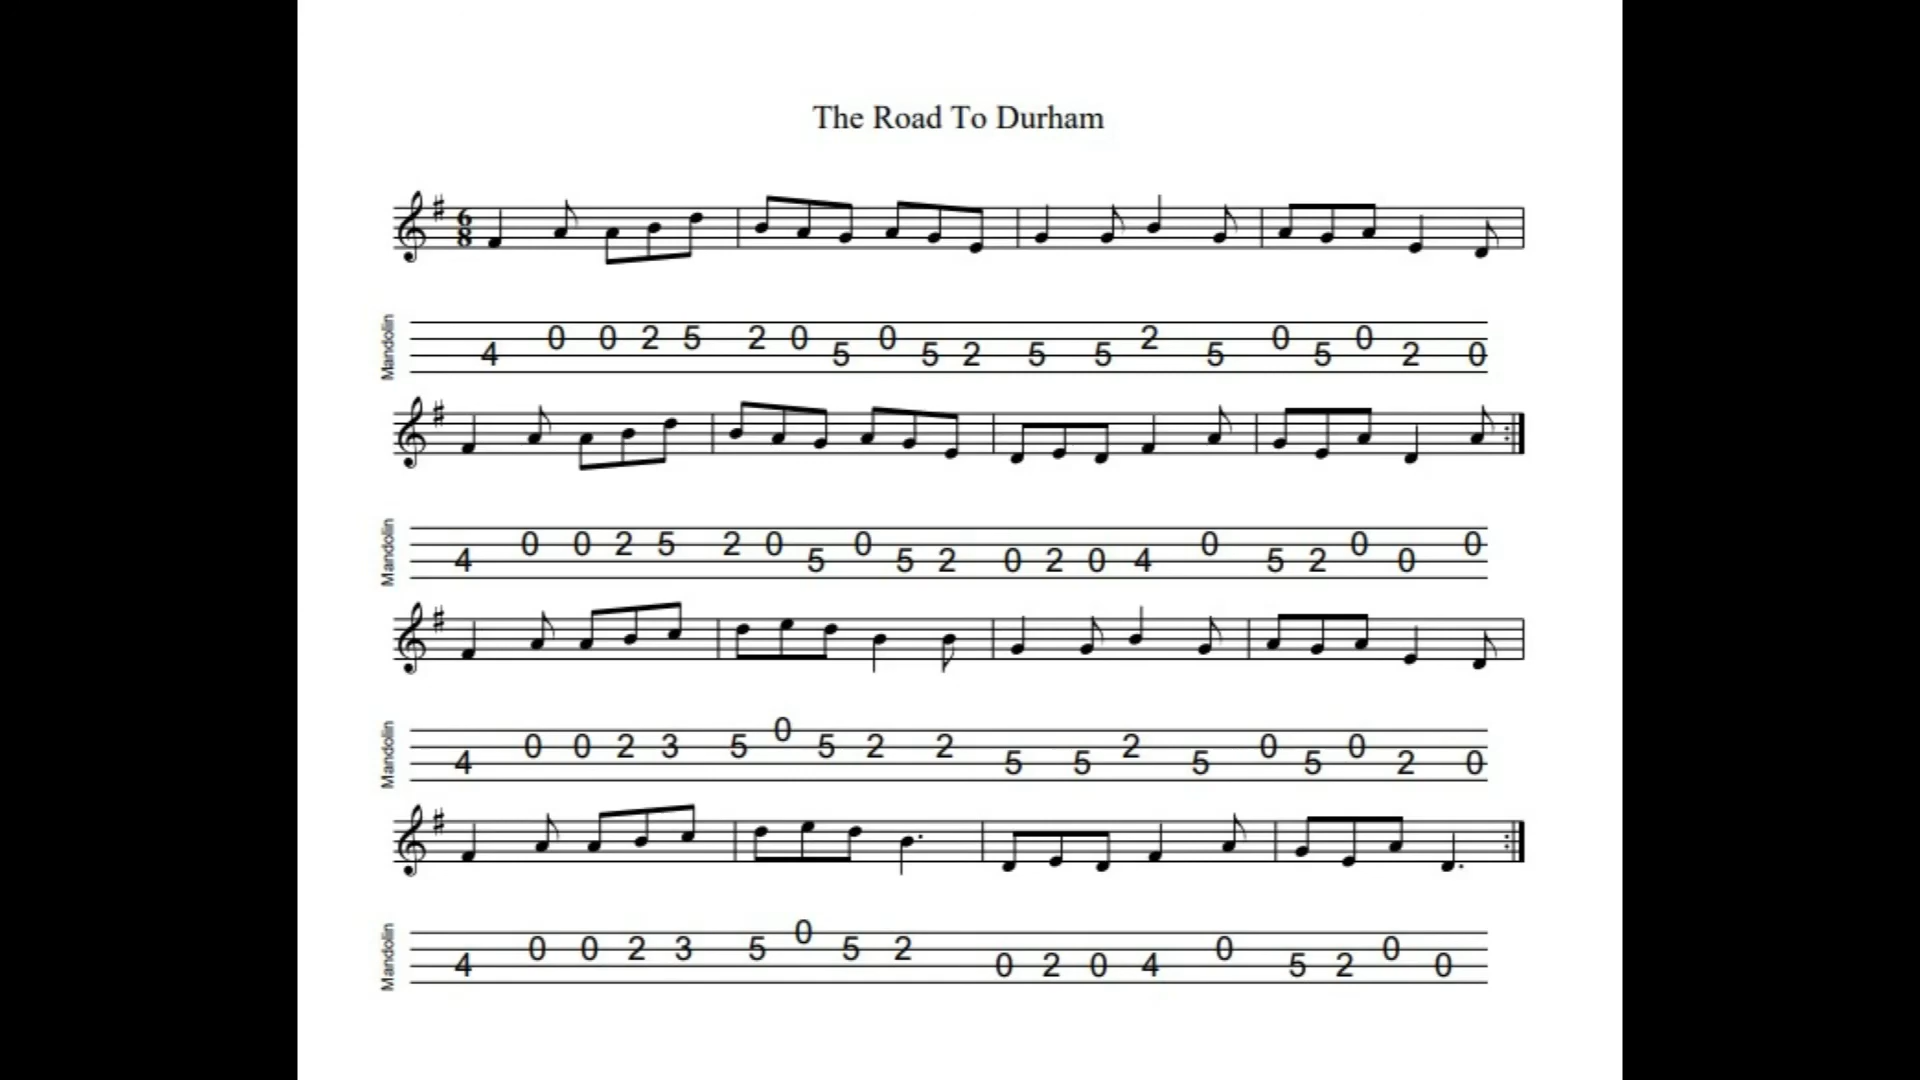 The Road To Durham
6
8
Mandolin 4 0 0 2 5 2 0 5 0 5 2 5 5 2 5 0 5 0 2 0
Mandolin 4 0 0 2 5 2 0 5 0 5 2 0 2 0 4 0 5 2 0 0 0
Mandolin 4 0 0 2 3 5 0 5 2 2 5 5 2 5 0 5 0 2 0
Mandolin 4 0 0 2 3 5 0 5 2 0 2 0 4 0 5 2 0 0